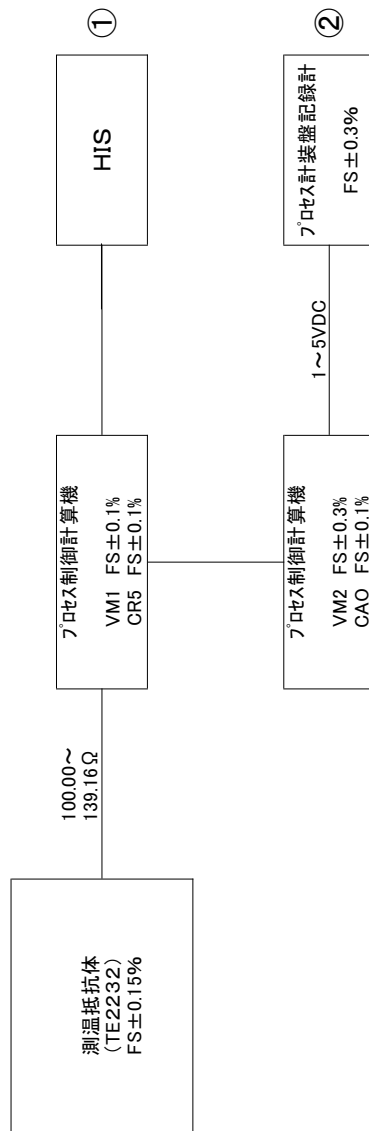 測温抵抗体
(TE2232)
FS±0.15%
100.00～
139.16Ω
プロセス制御計算機
VM1 FS±0.1%
CR5 FS±0.1%
HIS
①
プロセス制御計算機
VM2 FS±0.3%
CAO FS±0.1%
1～5VDC
プロセス計装盤記録計
FS±0.3%
②